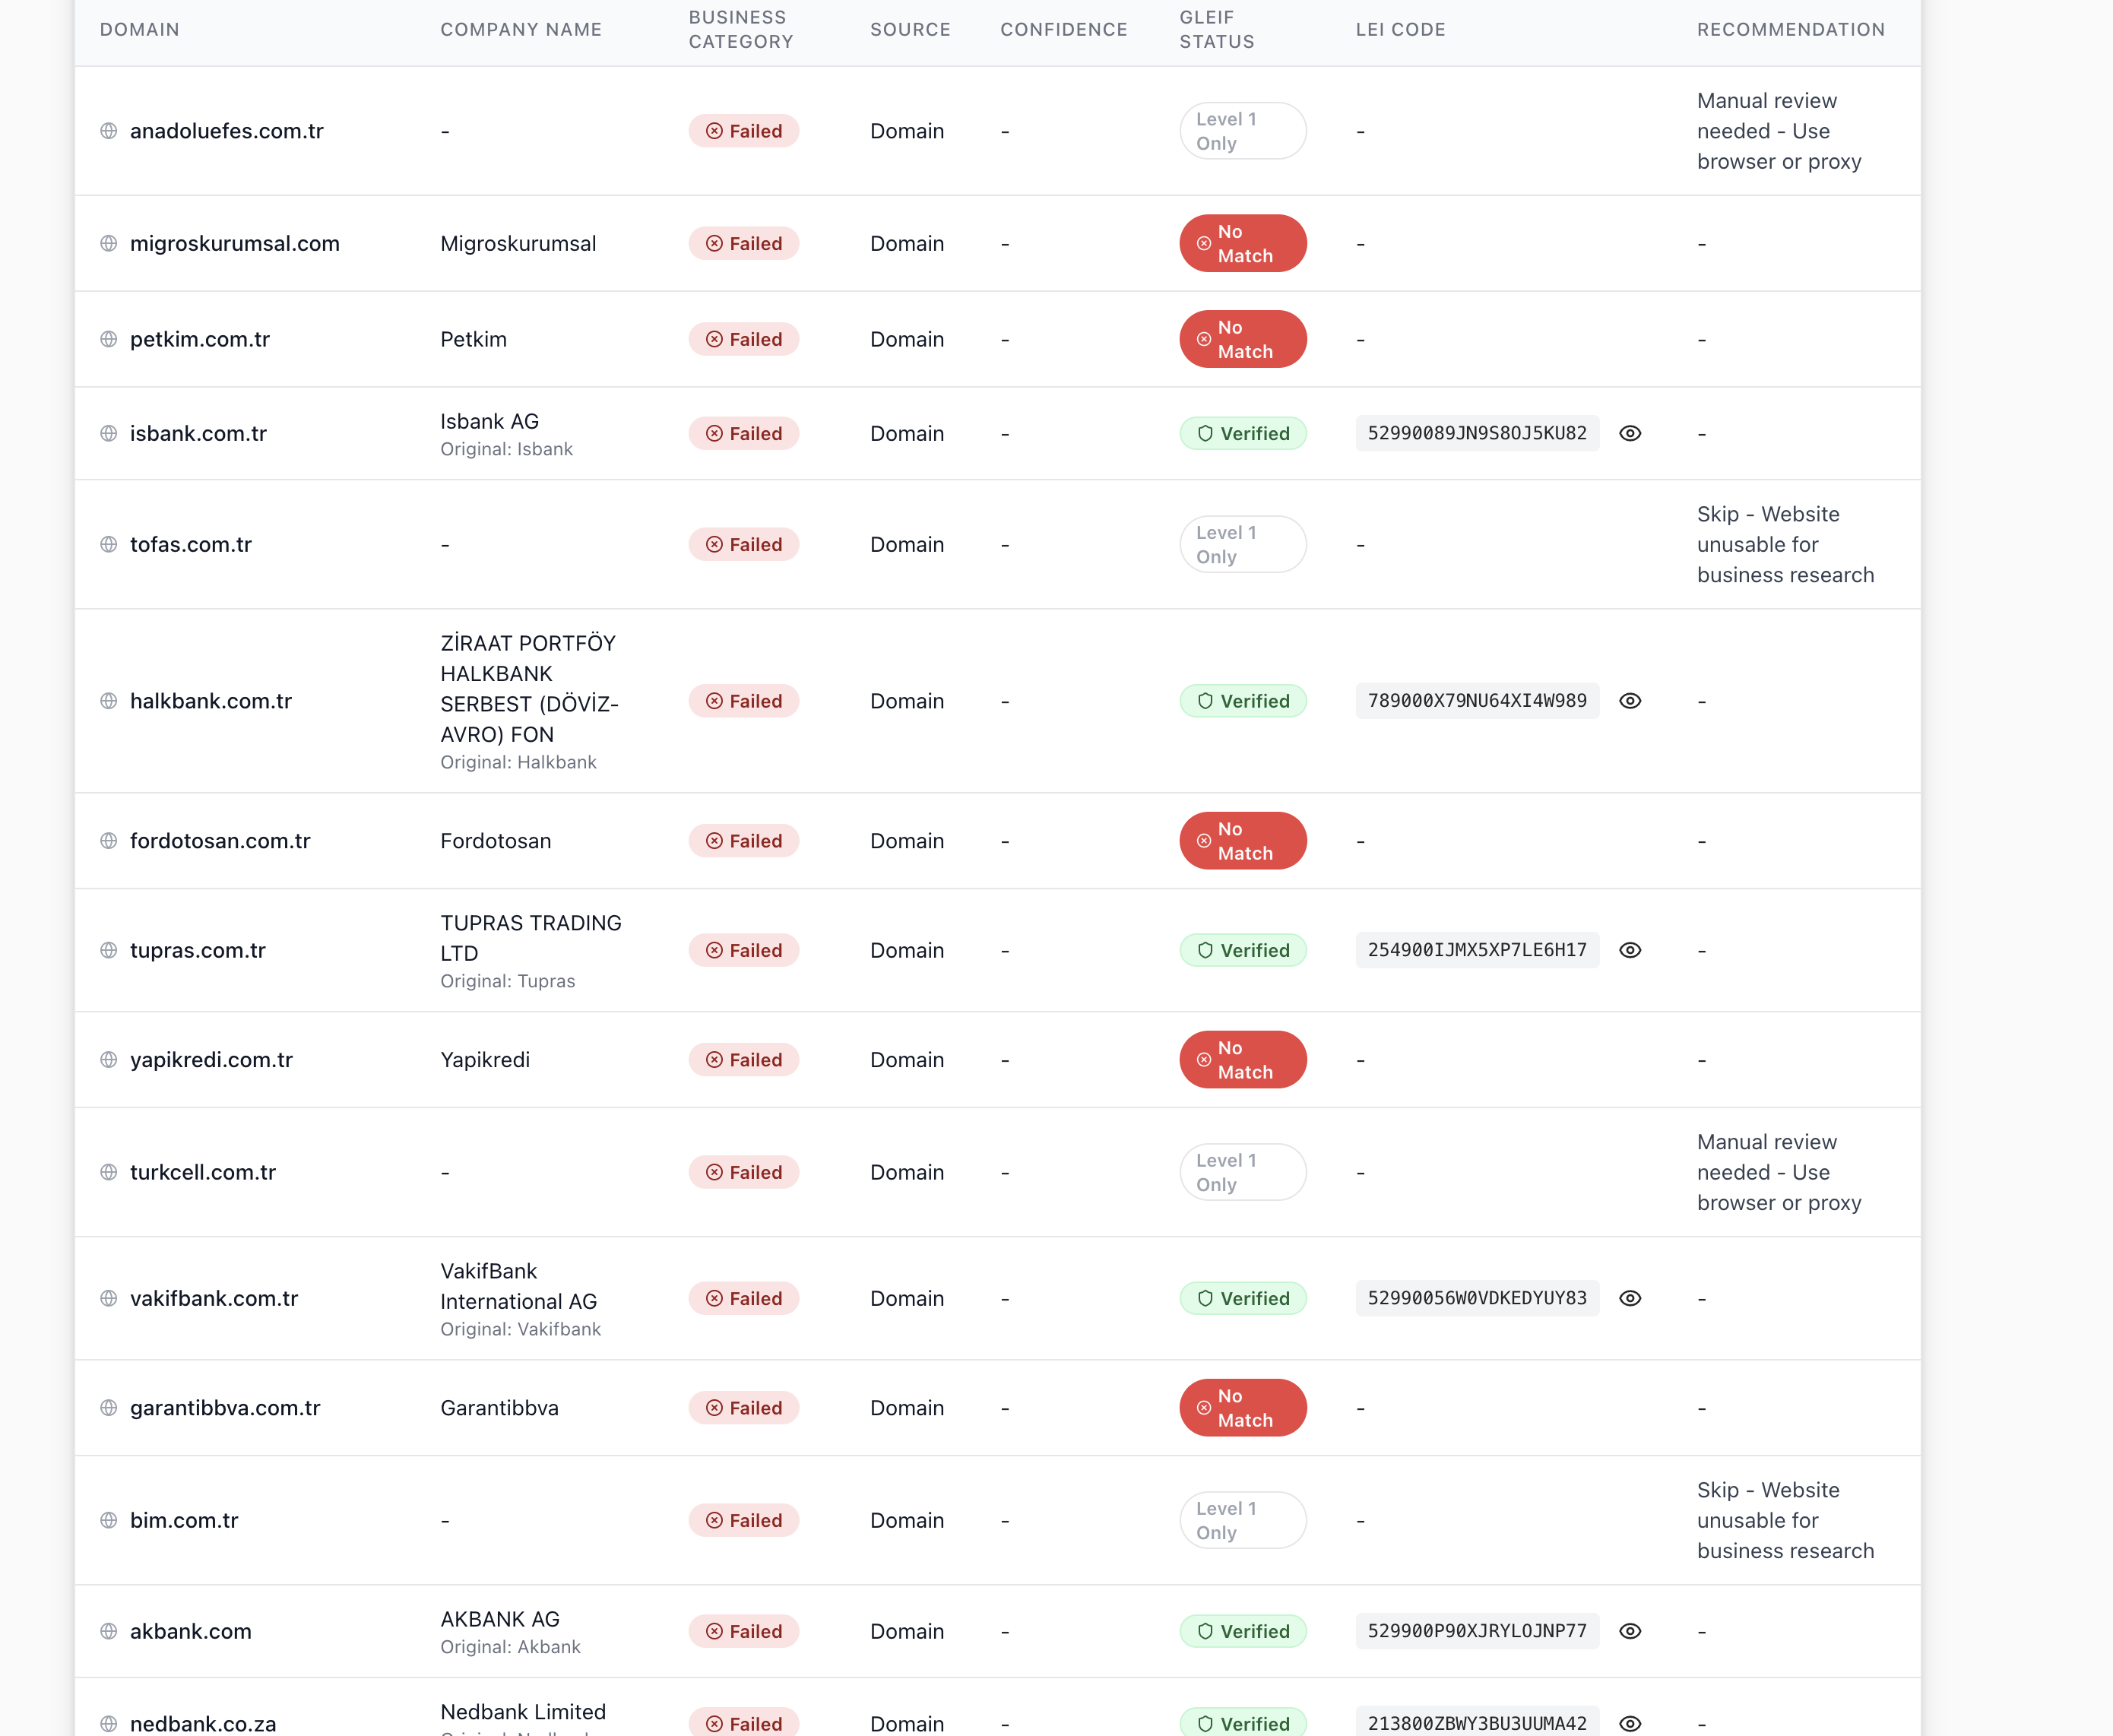 DOMAIN
COMPANY NAME
BUSINESS
CATEGORY
SOURCE
CONFIDENCE
GLEIF
STATUS
LEI CODE
RECOMMENDATION
anadoluefes.com.tr
-
Failed
Domain
-
Level 1
Only
-
Manual review
needed - Use
browser or proxy
migroskurumsal.com
Migroskurumsal
Failed
Domain
-
No
Match
-
-
petkim.com.tr
Petkim
Failed
Domain
-
No
Match
-
-
isbank.com.tr
Isbank AG
Original: Isbank
Failed
Domain
-
Verified
52990089JN9S8OJ5KU82
-
tofas.com.tr
-
Failed
Domain
-
Level 1
Only
-
Skip - Website
unusable for
business research
halkbank.com.tr
ZİRAAT PORTFÖY
HALKBANK
SERBEST (DÖVİZ-
AVRO) FON
Original: Halkbank
Failed
Domain
-
Verified
789000X79NU64XI4W989
-
fordotosan.com.tr
Fordotosan
Failed
Domain
-
No
Match
-
-
tupras.com.tr
TUPRAS TRADING
LTD
Original: Tupras
Failed
Domain
-
Verified
254900IJMX5XP7LE6H17
-
yapikredi.com.tr
Yapikredi
Failed
Domain
-
No
Match
-
-
turkcell.com.tr
-
Failed
Domain
-
Level 1
Only
-
Manual review
needed - Use
browser or proxy
vakifbank.com.tr
VakifBank
International AG
Original: Vakifbank
Failed
Domain
-
Verified
52990056W0VDKEDYUY83
-
garantibbva.com.tr
Garantibbva
Failed
Domain
-
No
Match
-
-
bim.com.tr
-
Failed
Domain
-
Level 1
Only
-
Skip - Website
unusable for
business research
akbank.com
AKBANK AG
Original: Akbank
Failed
Domain
-
Verified
529900P90XJRYLOJNP77
-
nedbank.co.za
Nedbank Limited
Failed
Domain
-
Verified
213800ZBWY3BU3UUMA42
-